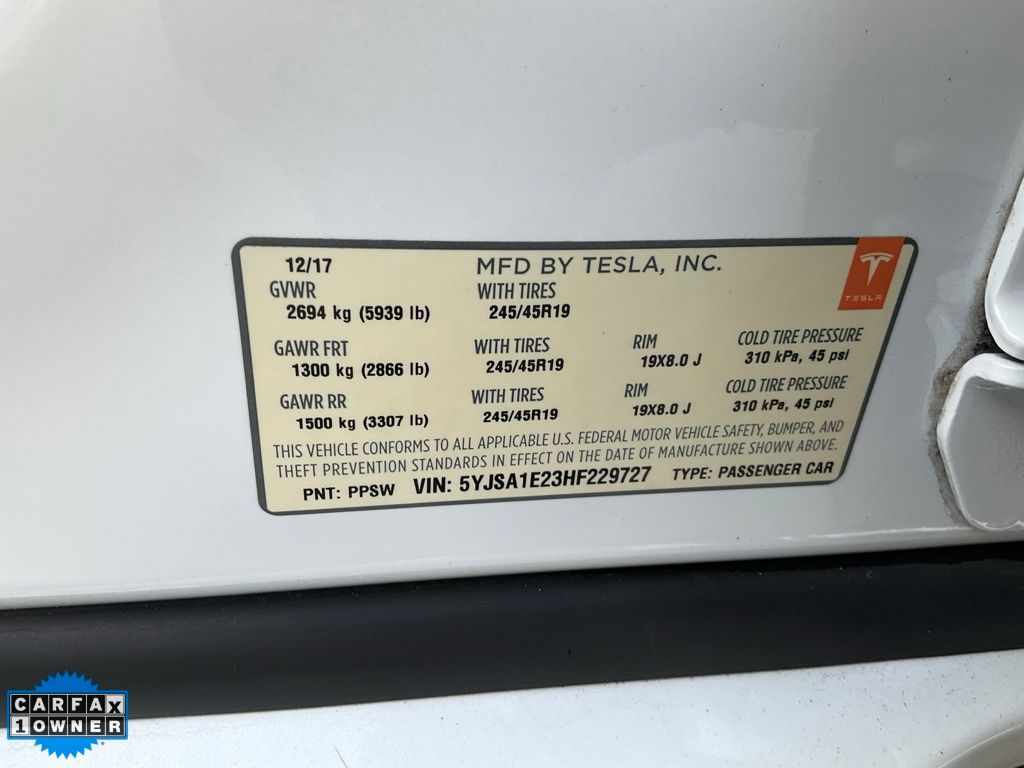 12/17 MFD BY TESLA, INC.
TESLA
GVWR WITH TIRES
2694 kg (5939 lb) 245/45R19
GAWR FRT WITH TIRES RIM COLD TIRE PRESSURE
1300 kg (2866 lb) 245/45R19 19X8.0 J 310 kPa, 45 psi
GAWR RR WITH TIRES RIM COLD TIRE PRESSURE
1500 kg (3307 lb) 245/45R19 19X8.0 J 310 kPa, 45 psi
THIS VEHICLE CONFORMS TO ALL APPLICABLE U.S. FEDERAL MOTOR VEHICLE SAFETY, BUMPER, AND
THEFT PREVENTION STANDARDS IN EFFECT ON THE DATE OF MANUFACTURE SHOWN ABOVE.
PNT: PPSW VIN: 5YJSA1E23HF229727 TYPE: PASSENGER CAR
CARFAX
1 OWNER